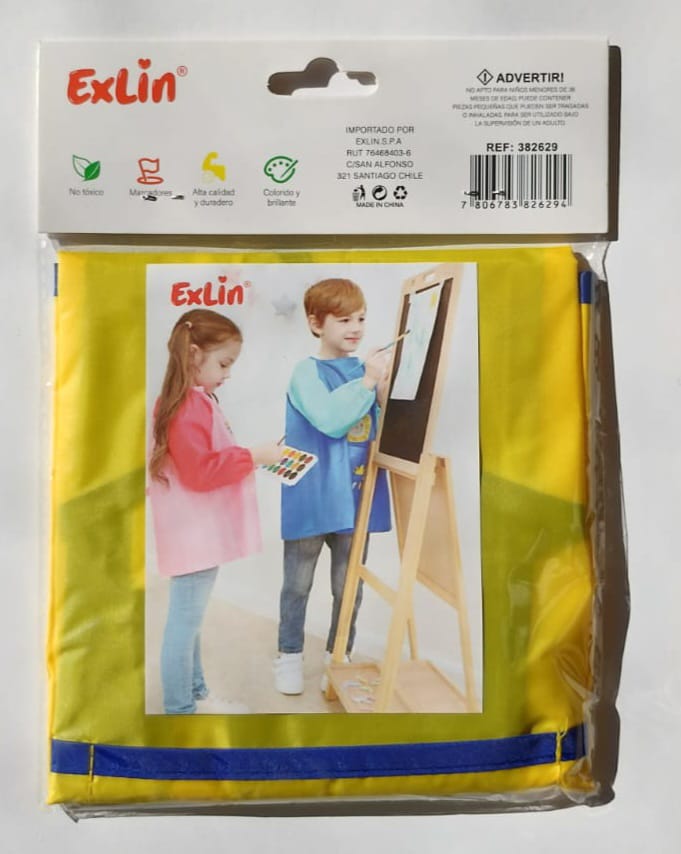 ExLin®
ADVERTIR!
NO APTO PARA NIÑOS MENORES DE 36
MESES DE EDAD, PUEDE CONTENER
PIEZAS PEQUEÑAS QUE PUEDEN SER TRAGADAS
O INHALADAS. PARA SER UTILIZADO BAJO
LA SUPERVISIÓN DE UN ADULTO.
IMPORTADO POR
EXLIN.S.P.A
RUT 76468403-6
C/SAN ALFONSO
321 SANTIAGO CHILE
MADE IN CHINA
REF: 382629
7 806783 826294
No tóxico
Marcadores
Alta calidad
y duradero
Colorido y
brillante
ExLin®